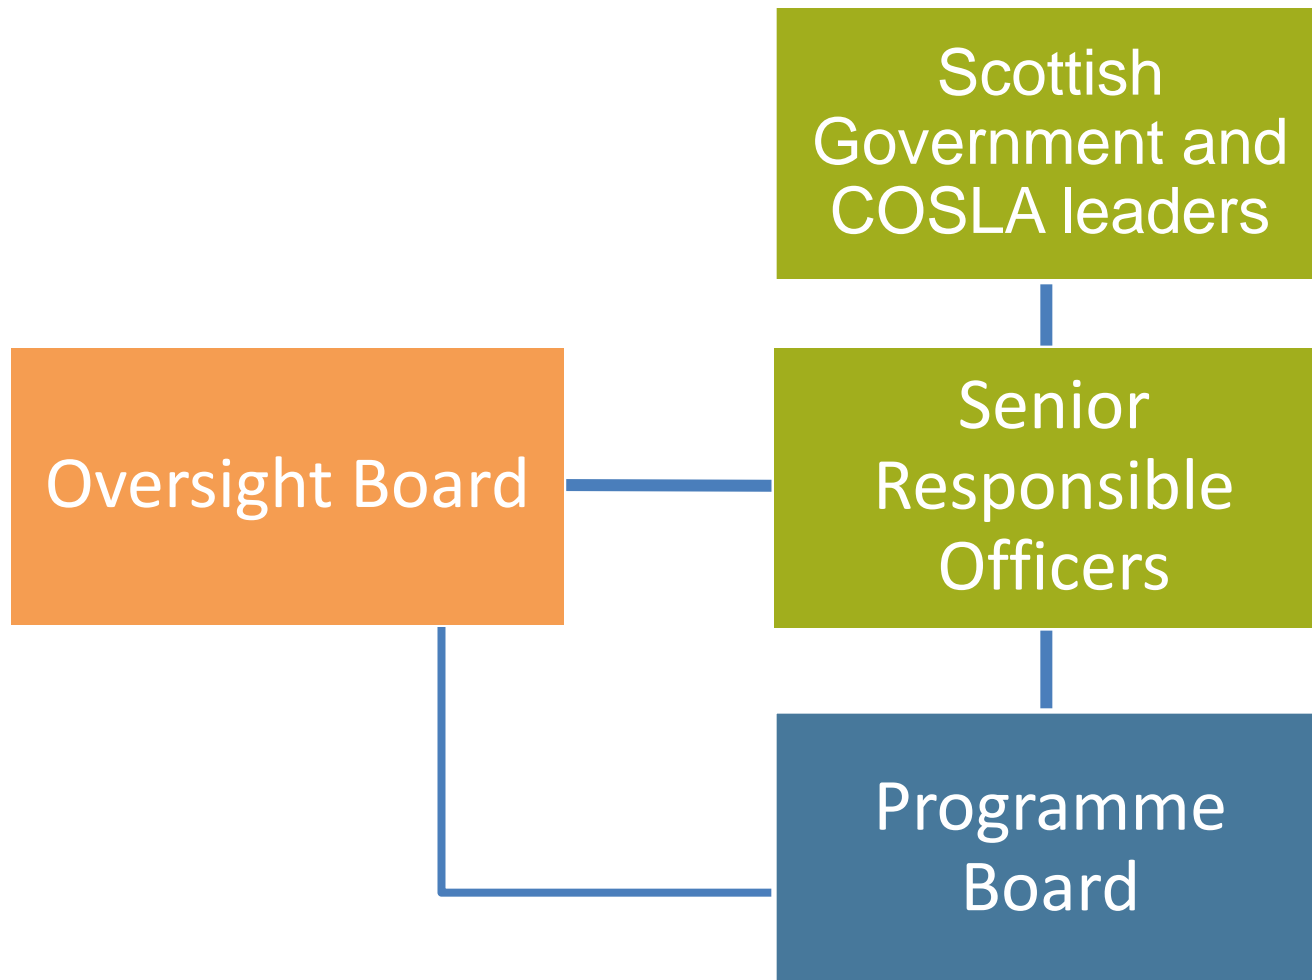 Scottish
Government and
COSLA leaders
Oversight Board
Senior
Responsible
Officers
Programme
Board